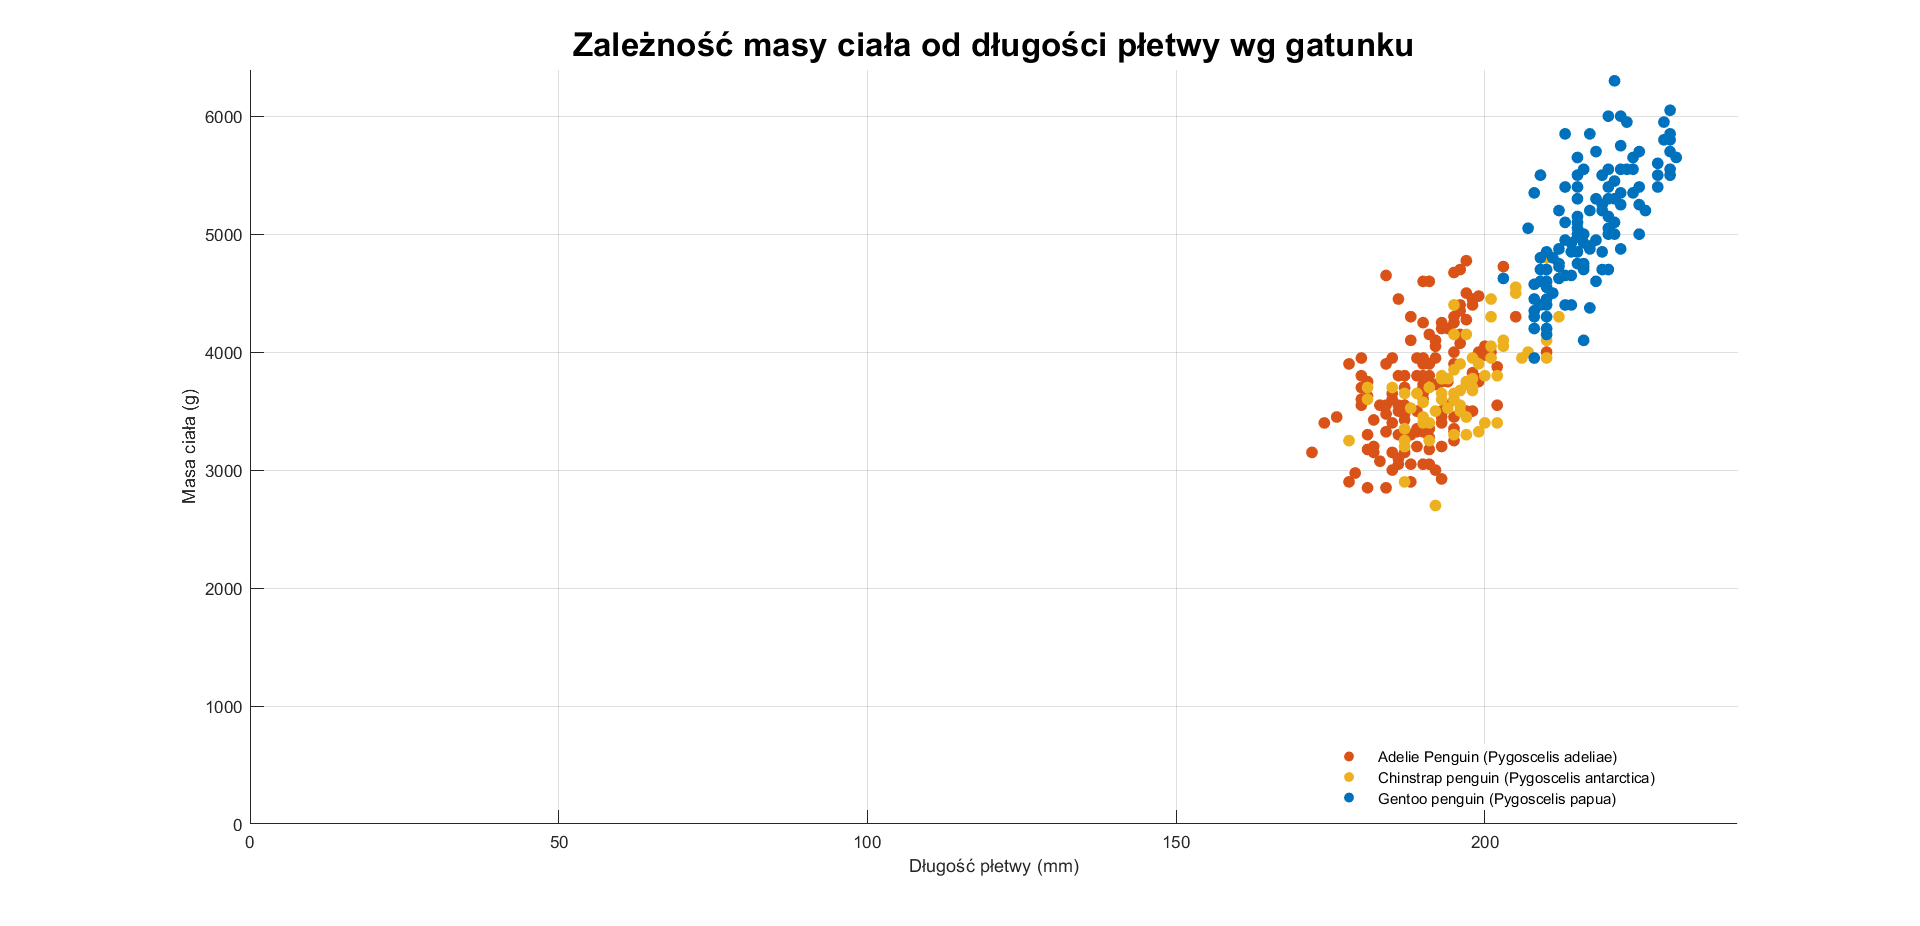 Zależność masy ciała od długości płetwy wg gatunku
6000
5000
4000
3000
2000
1000
0
Masa ciała (g)
0 50 100 150 200
Długość płetwy (mm)
Adelie Penguin (Pygoscelis adeliae)
Chinstrap penguin (Pygoscelis antarctica)
Gentoo penguin (Pygoscelis papua)